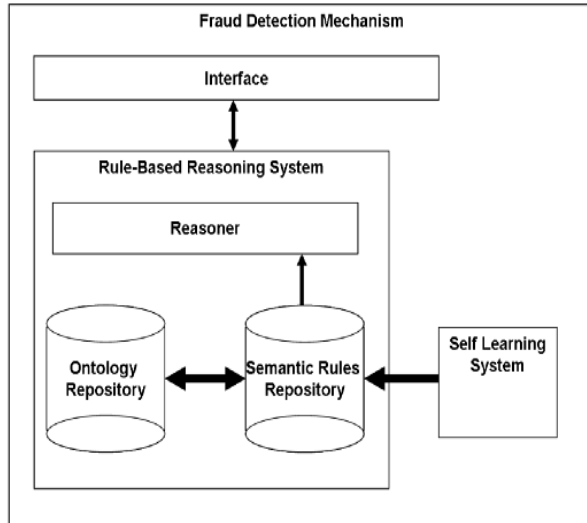 Fraud Detection Mechanism
Interface
Rule-Based Reasoning System
Reasoner
Ontology
Repository
Semantic Rules
Repository
Self Learning
System